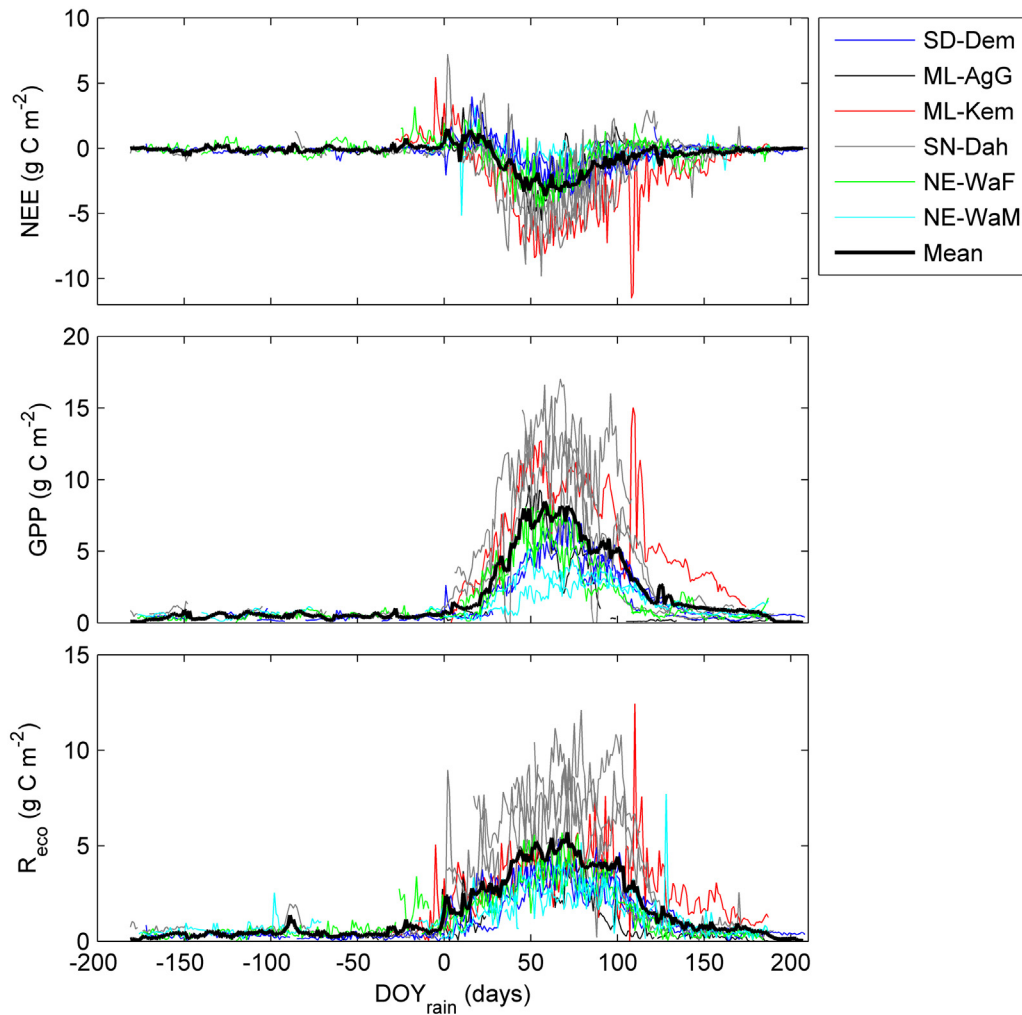 10
5
0
-5
-10
NEE (g C m-2)
SD-Dem
ML-AgG
ML-Kem
SN-Dah
NE-WaF
NE-WaM
Mean
20
15
10
5
0
GPP (g C m-2)
15
10
5
0
Reco (g C m-2)
-200 -150 -100 -50 0 50 100 150 200
DOYrain (days)